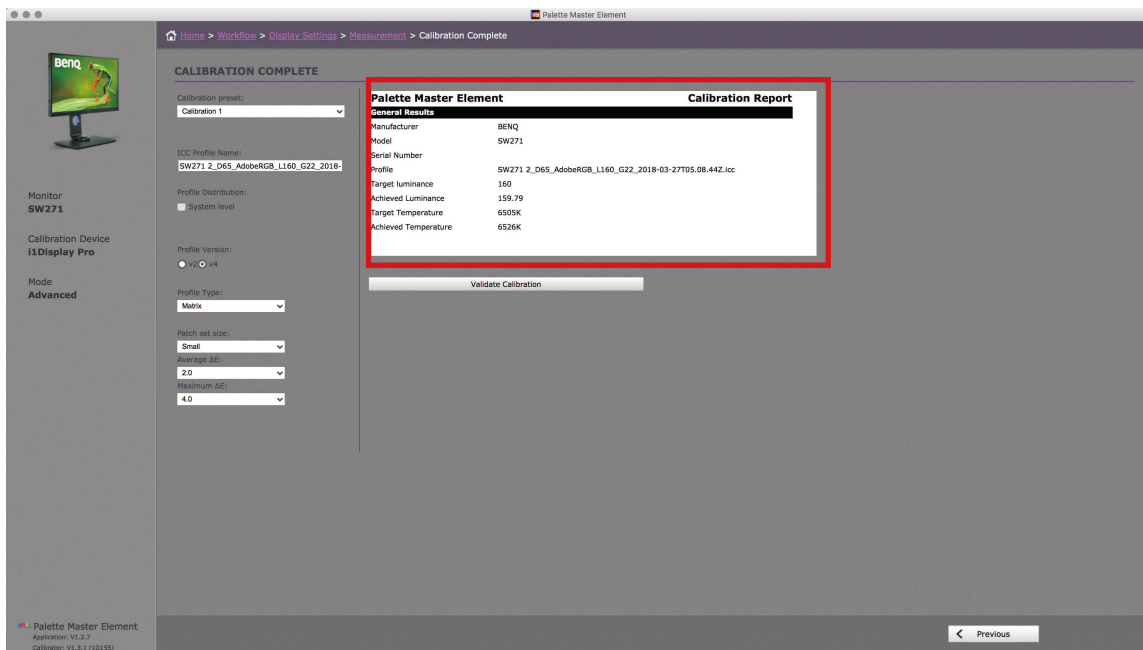 Palette Master Element
Home > Workflow > Display Settings > Measurement > Calibration Complete
BenQ
CALIBRATION COMPLETE
Calibration preset:
Calibration 1
ICC Profile Name:
SW271 2_D65_AdobeRGB_L160_G22_2018-
Profile Distribution:
System level
Profile Version:
v2 v4
Profile Type:
Matrix
Patch set size:
Small
Average ΔE:
2.0
Maximum ΔE:
4.0
Palette Master Element Calibration Report
General Results
Manufacturer BENQ
Model SW271
Serial Number
Profile SW271 2_D65_AdobeRGB_L160_G22_2018-03-27T05.08.44Z.icc
Target luminance 160
Achieved Luminance 159.79
Target Temperature 6505K
Achieved Temperature 6526K
Validate Calibration
Monitor
SW271
Calibration Device
i1Display Pro
Mode
Advanced
Palette Master Element
Application: V1.2.7
Calibrator: V1.3.1 (10155)
Previous